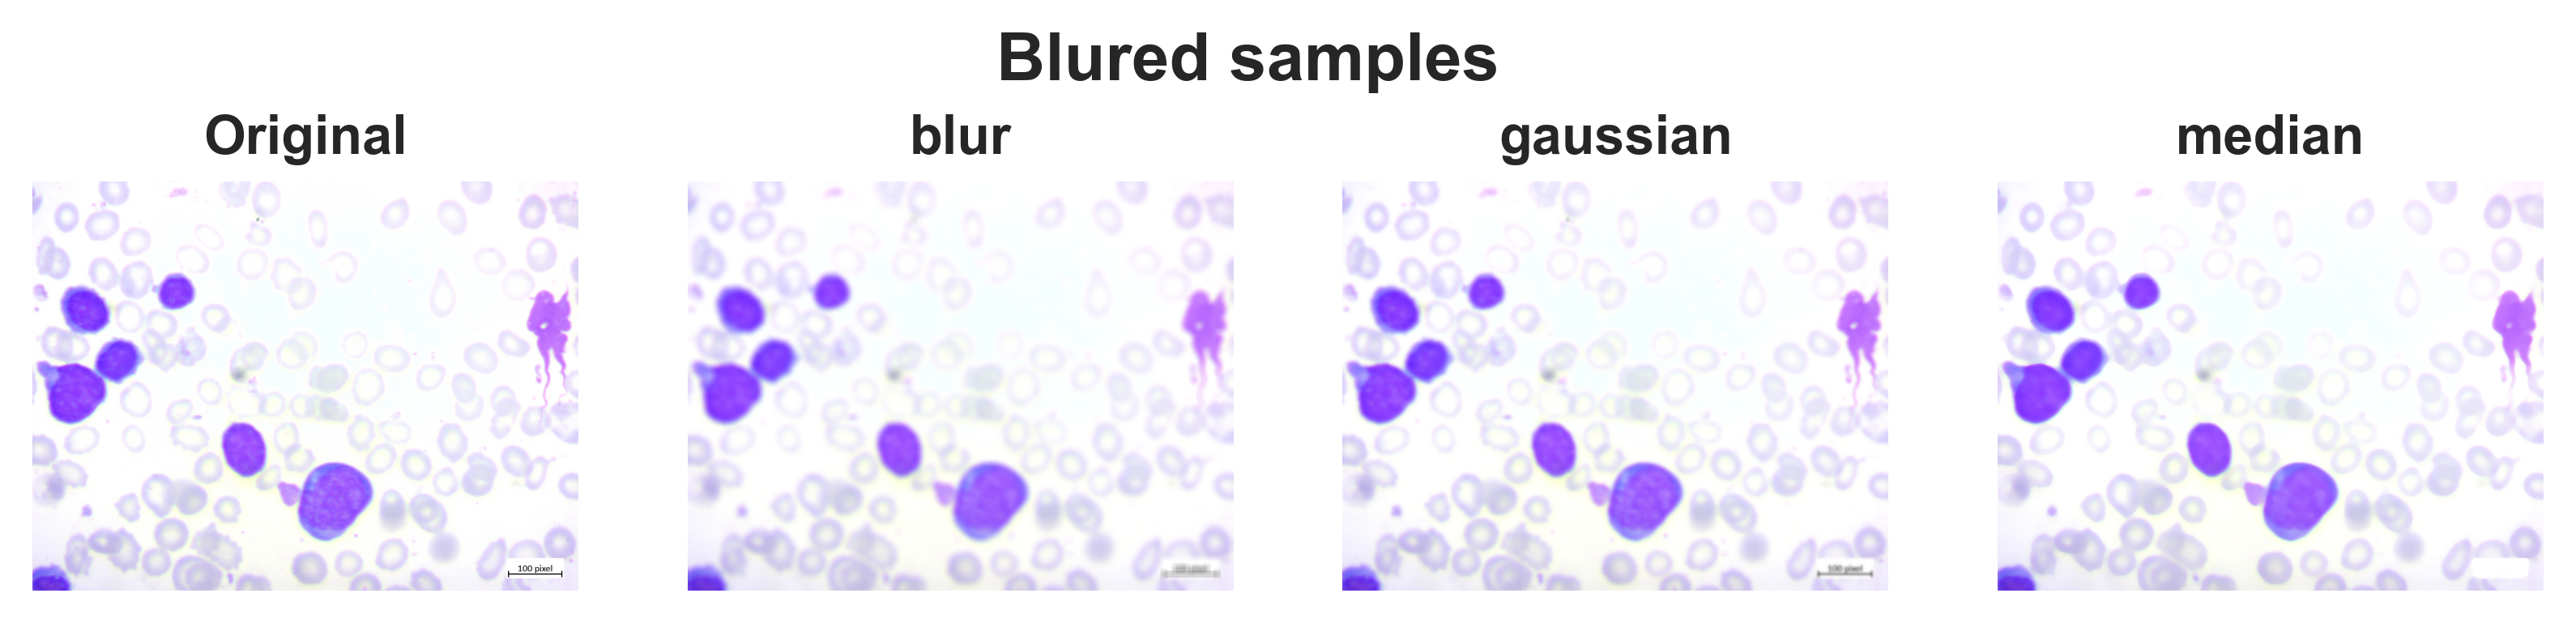 Blured samples
Original
blur
gaussian
median
100 pixel
100 pixel